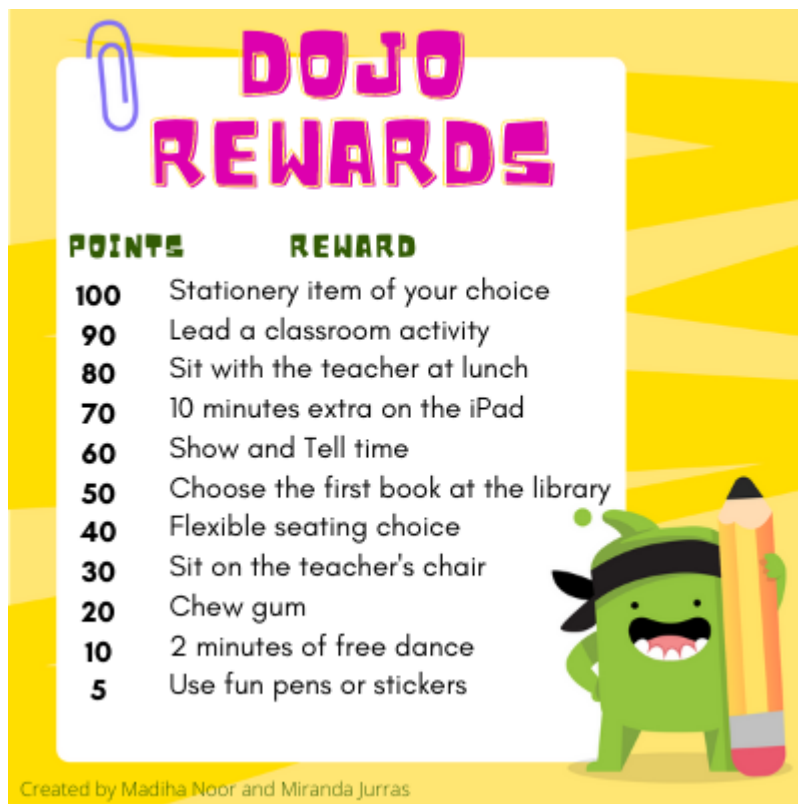 DOJO
REWARDS
POINTS REWARD
100 Stationery item of your choice
90 Lead a classroom activity
80 Sit with the teacher at lunch
70 10 minutes extra on the iPad
60 Show and Tell time
50 Choose the first book at the library
40 Flexible seating choice
30 Sit on the teacher's chair
20 Chew gum
10 2 minutes of free dance
5 Use fun pens or stickers
Created by Madiha Noor and Miranda Jurras